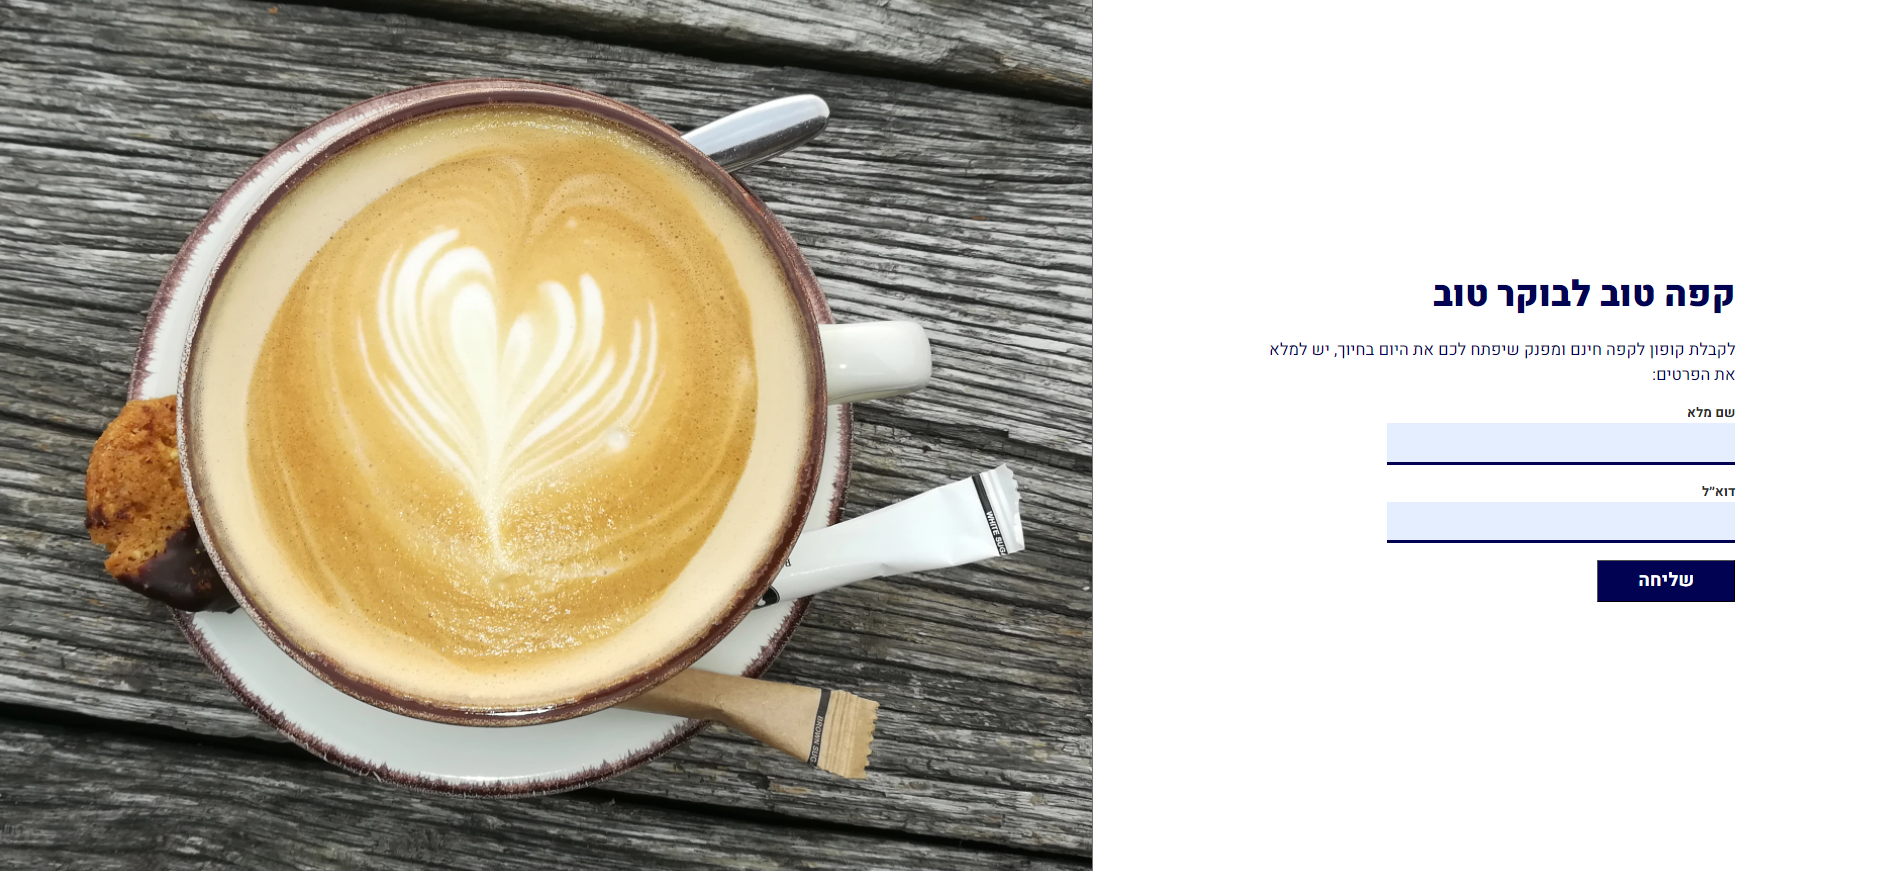 קפה טוב לבוקר טוב
לקבלת קופון לקפה חינם ומפנק שיפתח לכם את היום בחיוך, יש למלא
את הפרטים:
שם מלא
דוא״ל
שליחה
WHITE SUGA
BROWN SUG